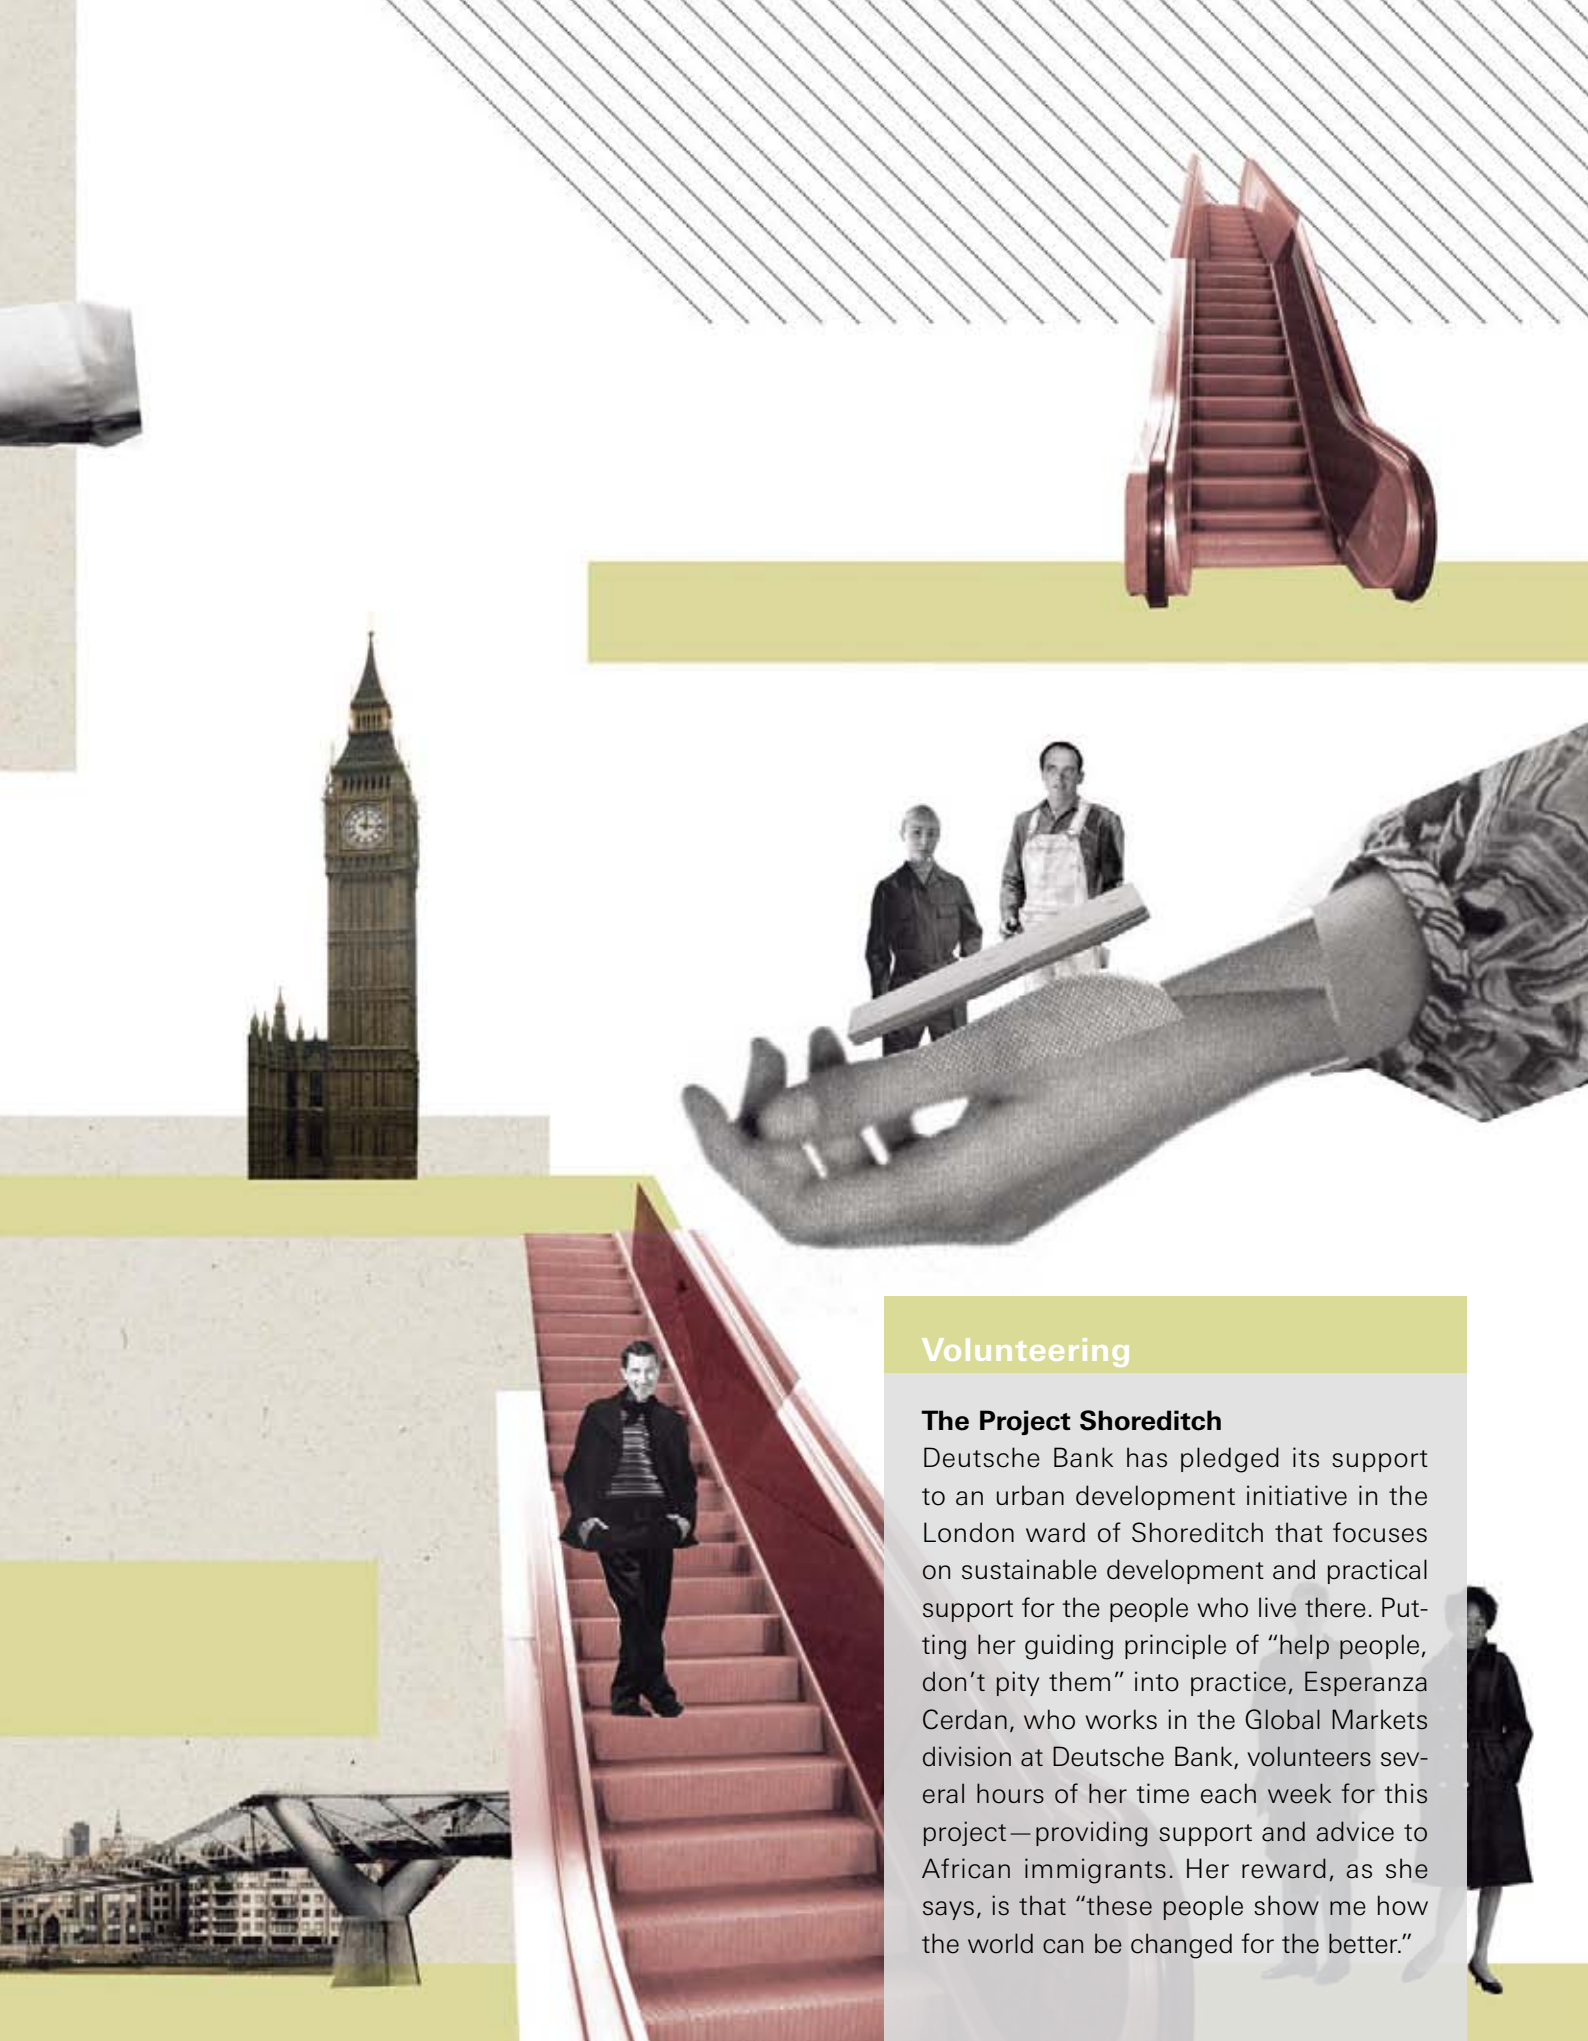 Volunteering
The Project Shoreditch
Deutsche Bank has pledged its support
to an urban development initiative in the
London ward of Shoreditch that focuses
on sustainable development and practical
support for the people who live there. Put-
ting her guiding principle of “help people,
don’t pity them” into practice, Esperanza
Cerdan, who works in the Global Markets
division at Deutsche Bank, volunteers sev-
eral hours of her time each week for this
project—providing support and advice to
African immigrants. Her reward, as she
says, is that “these people show me how
the world can be changed for the better.”